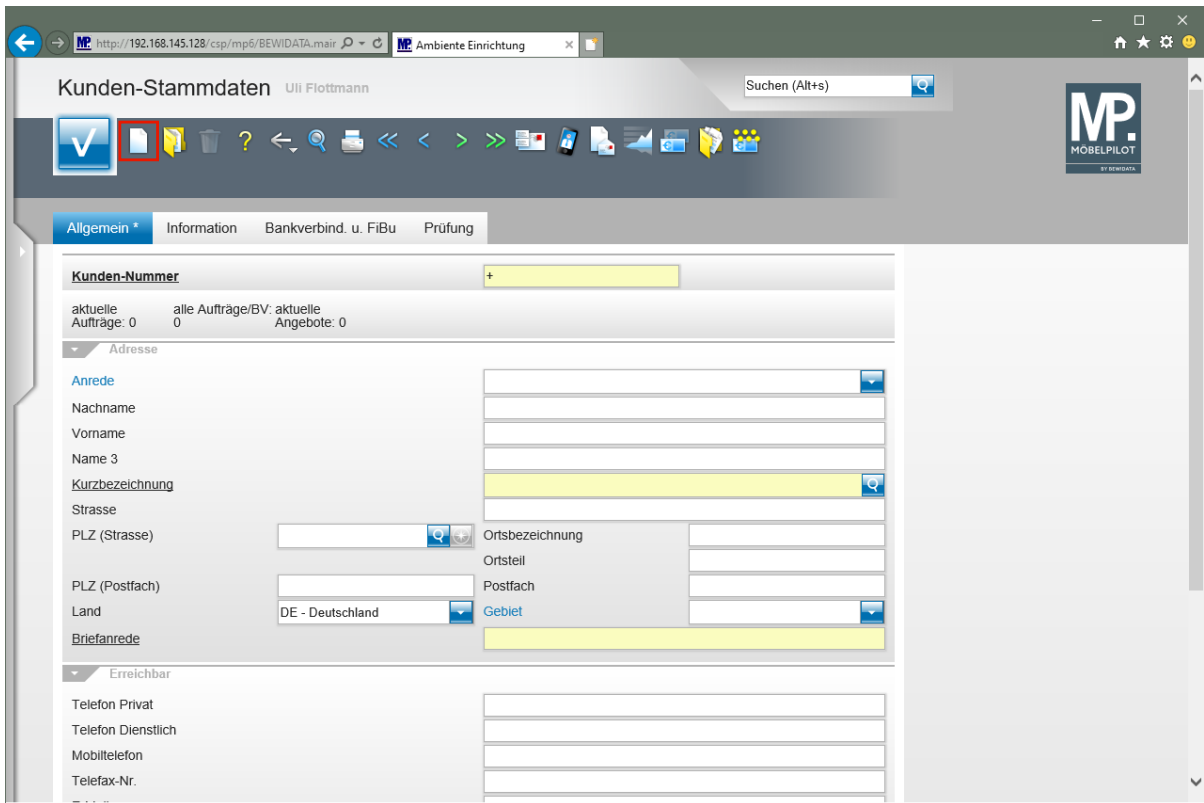 http://192.168.145.128/csp/mp6/BEWIDATA.mair
MP. Ambiente Einrichtung
Kunden-Stammdaten Uli Flottmann
Suchen (Alt+s)
MP.
MÖBELPILOT
BY BEWIDATA
Allgemein * Information Bankverbind. u. FiBu Prüfung
Kunden-Nummer +
aktuelle alle Aufträge/BV: aktuelle
Aufträge: 0 0 Angebote: 0
Adresse
Anrede
Nachname
Vorname
Name 3
Kurzbezeichnung
Strasse
PLZ (Strasse) Ortsbezeichnung
Ortsteil
PLZ (Postfach) Postfach
Land DE - Deutschland Gebiet
Briefanrede
Erreichbar
Telefon Privat
Telefon Dienstlich
Mobiltelefon
Telefax-Nr.